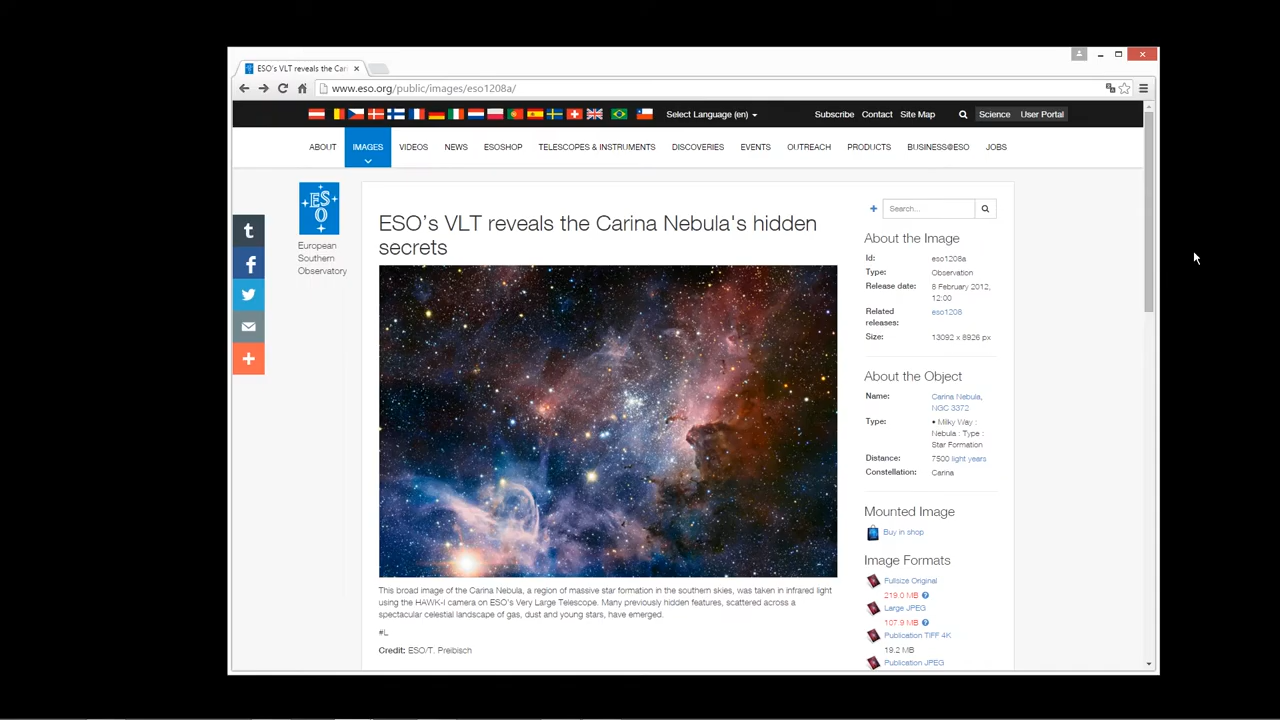 ESO's VLT reveals the Car
www.eso.org/public/images/eso1208a/
Select Language (en)
Subscribe Contact Site Map Science User Portal
ABOUT IMAGES VIDEOS NEWS ESOSHOP TELESCOPES & INSTRUMENTS DISCOVERIES EVENTS OUTREACH PRODUCTS BUSINESS@ESO JOBS
ESO
European
Southern
Observatory
ESO's VLT reveals the Carina Nebula's hidden
secrets
This broad image of the Carina Nebula, a region of massive star formation in the southern skies, was taken in infrared light
using the HAWK-I camera on ESO's Very Large Telescope. Many previously hidden features, scattered across a
spectacular celestial landscape of gas, dust and young stars, have emerged.
#L
Credit: ESO/T. Preibisch
Search...
About the Image
Id: eso1208a
Type: Observation
Release date: 8 February 2012,
12:00
Related
releases: eso1208
Size: 13092 x 8926 px
About the Object
Name: Carina Nebula,
NGC 3372
Type: • Milky Way :
Nebula : Type :
Star Formation
Distance: 7500 light years
Constellation: Carina
Mounted Image
Buy in shop
Image Formats
Fullsize Original
219.0 MB
Large JPEG
107.9 MB
Publication TIFF 4K
19.2 MB
Publication JPEG